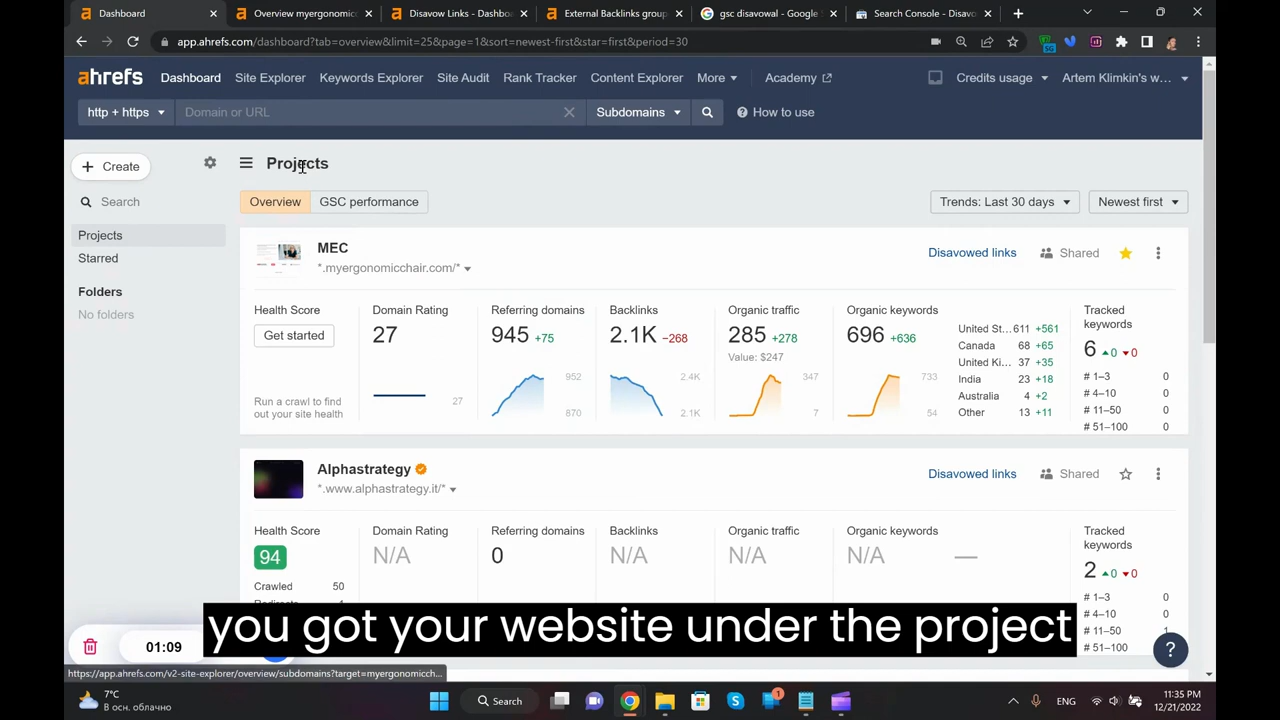 Dashboard
Overview myergonomicc
Disavow Links - Dashboa
External Backlinks group
gsc disavowal - Google S
Search Console - Disavo
app.ahrefs.com/dashboard?tab=overview&limit=25&page=1&sort=newest-first&star=first&period=30
ahrefs Dashboard Site Explorer Keywords Explorer Site Audit Rank Tracker Content Explorer More Academy Credits usage Artem Klimkin's w...
http + https Domain or URL Subdomains How to use
+ Create
Projects
Search
Overview GSC performance Trends: Last 30 days Newest first
Projects
Starred
Folders
No folders
MEC
*.myergonomicchair.com/*
Disavowed links Shared
Health Score Domain Rating Referring domains Backlinks Organic traffic Organic keywords Tracked keywords
Get started 27 945 +75 2.1K -268 285 +278 696 +636 6 0 0
Value: $247
United St... 611 +561
Canada 68 +65
United Ki... 37 +35
India 23 +18
Australia 4 +2
Other 13 +11
Run a crawl to find
out your site health
27
952
870
2.4K
2.1K
347
7
733
54
# 1–3 0
# 4–10 0
# 11–50 0
# 51–100 0
Alphastrategy
*.www.alphastrategy.it/*
Disavowed links Shared
Health Score Domain Rating Referring domains Backlinks Organic traffic Organic keywords Tracked keywords
94 N/A 0 N/A N/A N/A — 2 0 0
Crawled 50
# 1–3 0
# 4–10 0
# 11–50 1
# 51–100
you got your website under the project
01:09
?
https://app.ahrefs.com/v2-site-explorer/overview/subdomains?target=myergonomicch...
7°C
В осн. облачно
Search
1
ENG
11:35 PM
12/21/2022